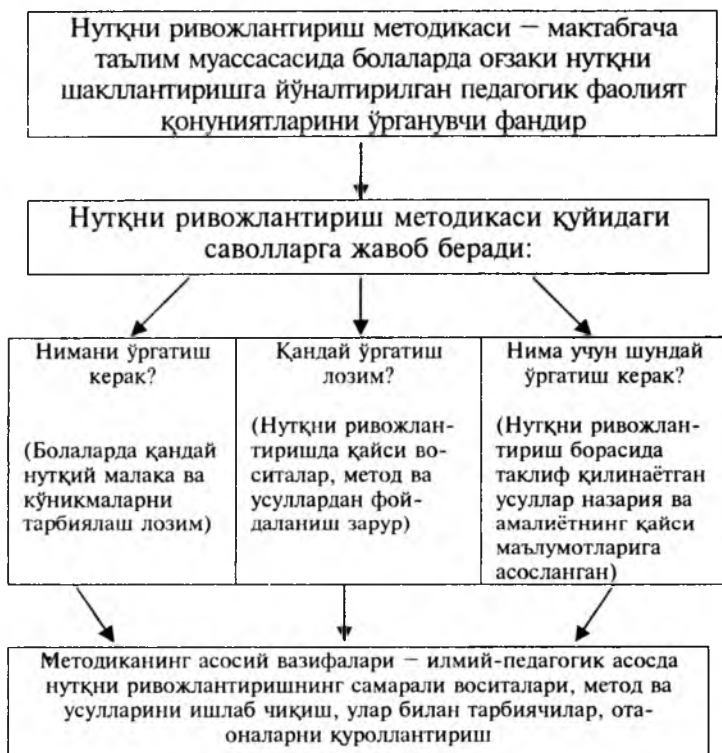 Нутқни ривожлантириш методикаси – мактабгача
таълим муассасасида болаларда оғзаки нутқни
шакллантиришга йўналтирилган педагогик фаолият
қонуниятларини ўрганувчи фандир
Нутқни ривожлантириш методикаси қуйидаги
саволларга жавоб беради:
Нимани ўргатиш
керак?
(Болаларда қандай
нутқий малака ва
кўникмаларни
тарбиялаш лозим)
Қандай ўргатиш
лозим?
(Нутқни ривожлан-
тиришда қайси во-
ситалар, метод ва
усуллардан фой-
даланиш зарур)
Нима учун шундай
ўргатиш керак?
(Нутқни ривожлан-
тириш борасида
таклиф қилинаётган
усуллар назария ва
амалиётнинг қайси
маълумотларига
асосланган)
Методиканинг асосий вазифалари – илмий-педагогик асосда
нутқни ривожлантиришнинг самарали воситалари, метод ва
усулларини ишлаб чиқиш, улар билан тарбиячилар, ота-
оналарни қуроллантириш